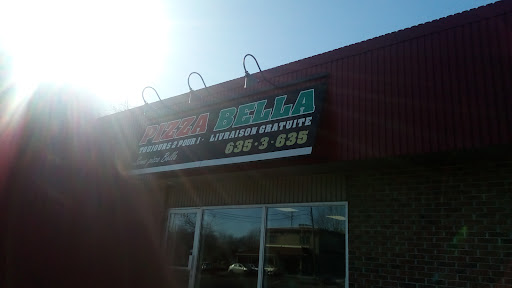 PIZZA BELLA
TOUJOURS 2 POUR 1 - LIVRAISON GRATUITE
635-3-635